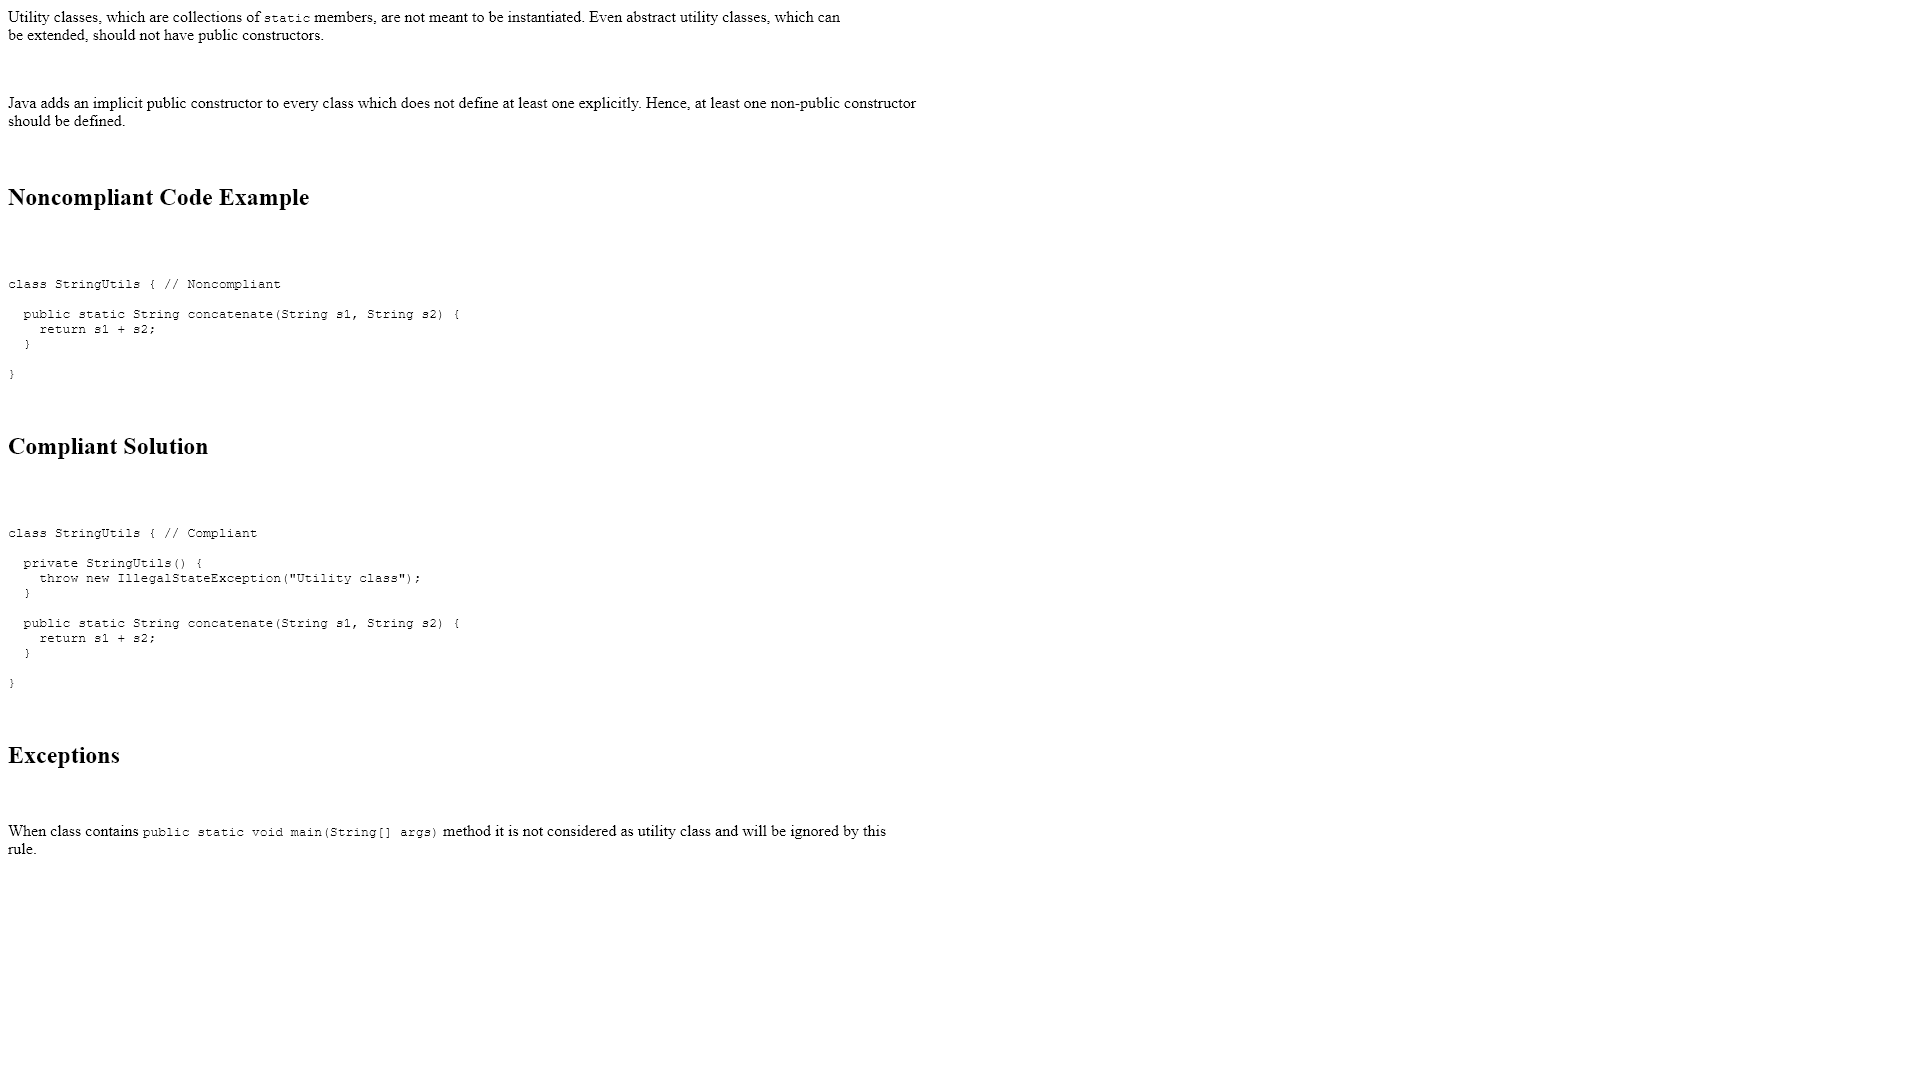 Utility classes, which are collections of static members, are not meant to be instantiated. Even abstract utility classes, which can
be extended, should not have public constructors.
Java adds an implicit public constructor to every class which does not define at least one explicitly. Hence, at least one non-public constructor
should be defined.
Noncompliant Code Example
class StringUtils { // Noncompliant
  public static String concatenate(String s1, String s2) {
    return s1 + s2;
  }
}
Compliant Solution
class StringUtils { // Compliant
  private StringUtils() {
    throw new IllegalStateException("Utility class");
  }
  public static String concatenate(String s1, String s2) {
    return s1 + s2;
  }
}
Exceptions
When class contains public static void main(String[] args) method it is not considered as utility class and will be ignored by this
rule.